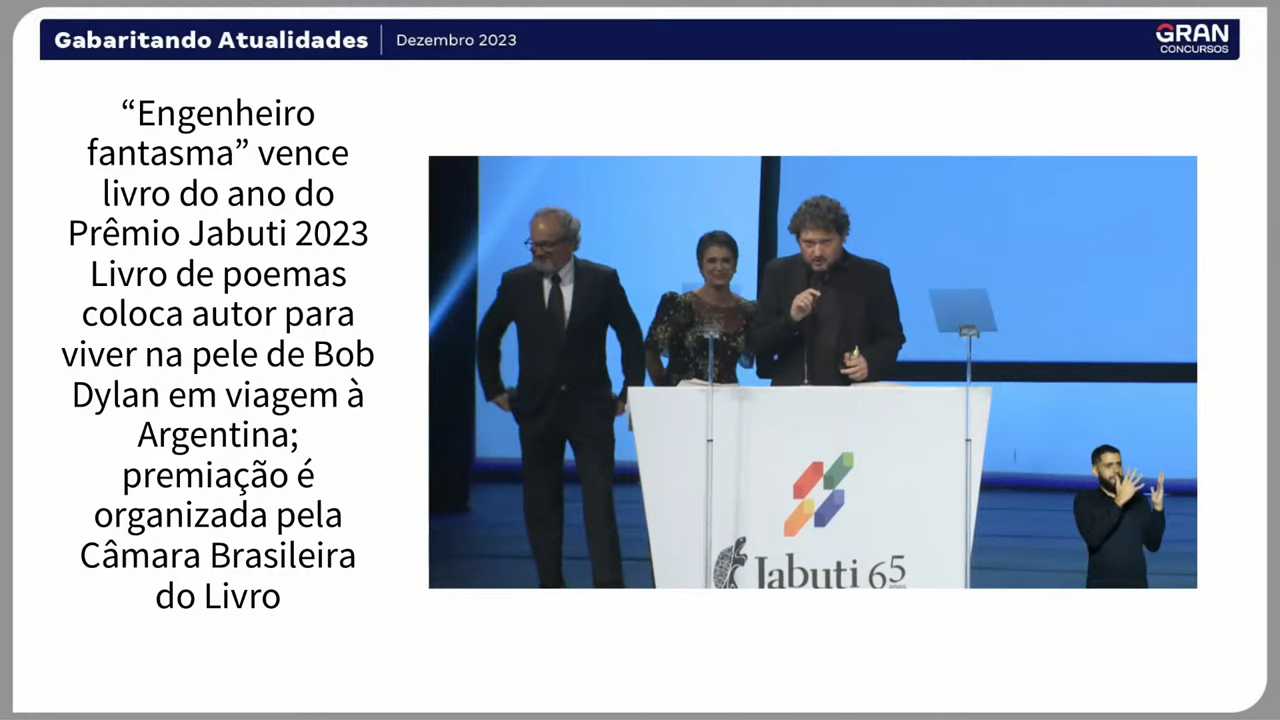 Gabaritando Atualidades
Dezembro 2023
GRAN
CONCURSOS
“Engenheiro
fantasma” vence
livro do ano do
Prêmio Jabuti 2023
Livro de poemas
coloca autor para
viver na pele de Bob
Dylan em viagem à
Argentina;
premiação é
organizada pela
Câmara Brasileira
do Livro
Jabuti 65
anos